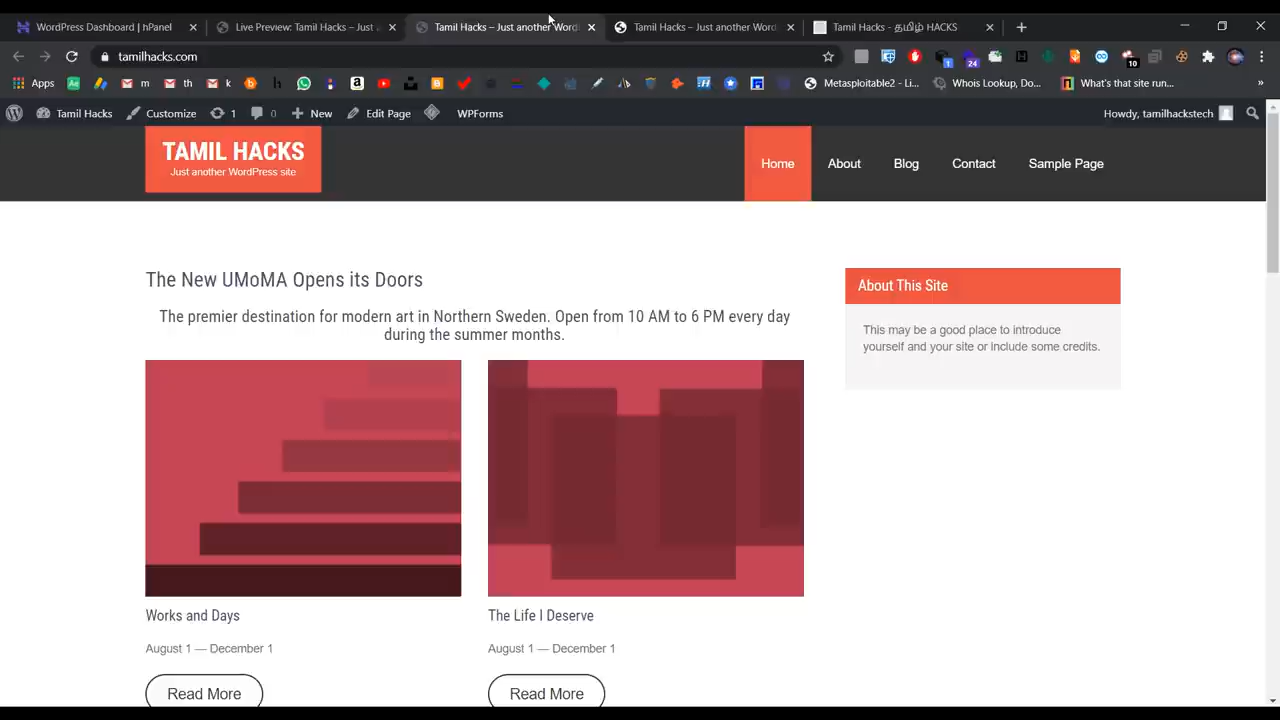 WordPress Dashboard | hPanel
Live Preview: Tamil Hacks – Just
Tamil Hacks – Just another Word
Tamil Hacks – Just another Word
Tamil Hacks - தமிழ் HACKS
tamilhacks.com
1
24
10
Apps
m
th
k
Metasploitable2 - Li...
Whois Lookup, Do...
What's that site run...
Tamil Hacks
Customize
1
0
New
Edit Page
WPForms
Howdy, tamilhackstech
TAMIL HACKS
Just another WordPress site
Home
About
Blog
Contact
Sample Page
The New UMoMA Opens its Doors
The premier destination for modern art in Northern Sweden. Open from 10 AM to 6 PM every day
during the summer months.
About This Site
This may be a good place to introduce
yourself and your site or include some credits.
Works and Days
August 1 — December 1
Read More
The Life I Deserve
August 1 — December 1
Read More